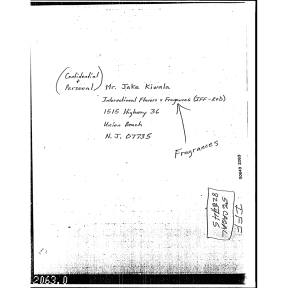 (Confidential
+
Personal)
Mr. Jake Kiwala
International Flavors & Fragrances (IFF-R+D)
1515 Highway 36
Union Beach
N. J. 07735
Fragrances
IFF
2063.0